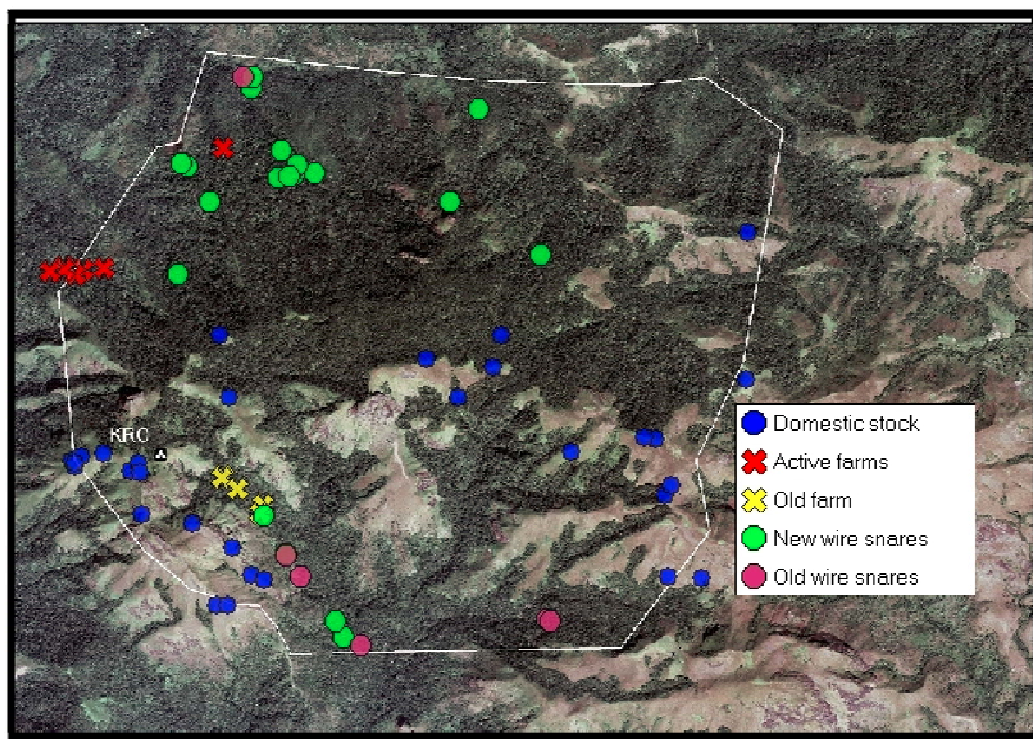 KRC
Domestic stock
Active farms
Old farm
New wire snares
Old wire snares